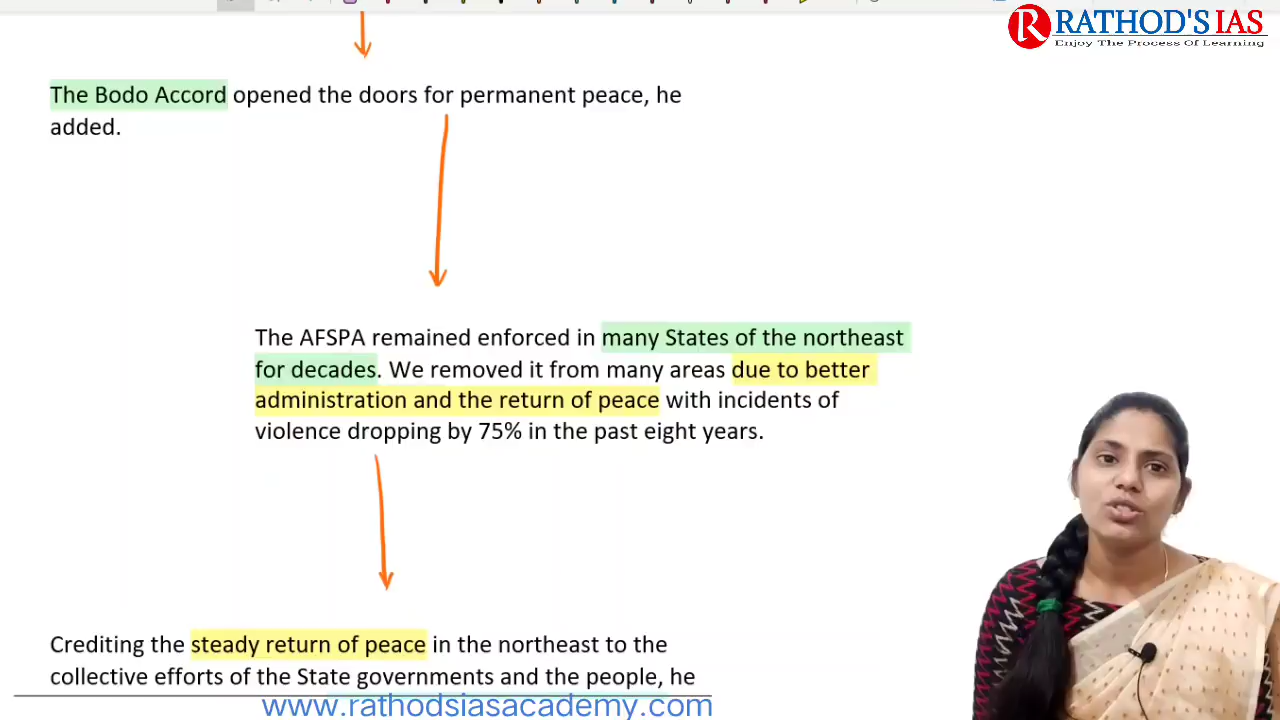 RATHOD'S IAS
Enjoy The Process Of Learning
The Bodo Accord opened the doors for permanent peace, he
added.
The AFSPA remained enforced in many States of the northeast
for decades. We removed it from many areas due to better
administration and the return of peace with incidents of
violence dropping by 75% in the past eight years.
Crediting the steady return of peace in the northeast to the
collective efforts of the State governments and the people, he
www.rathodsiasacademy.com